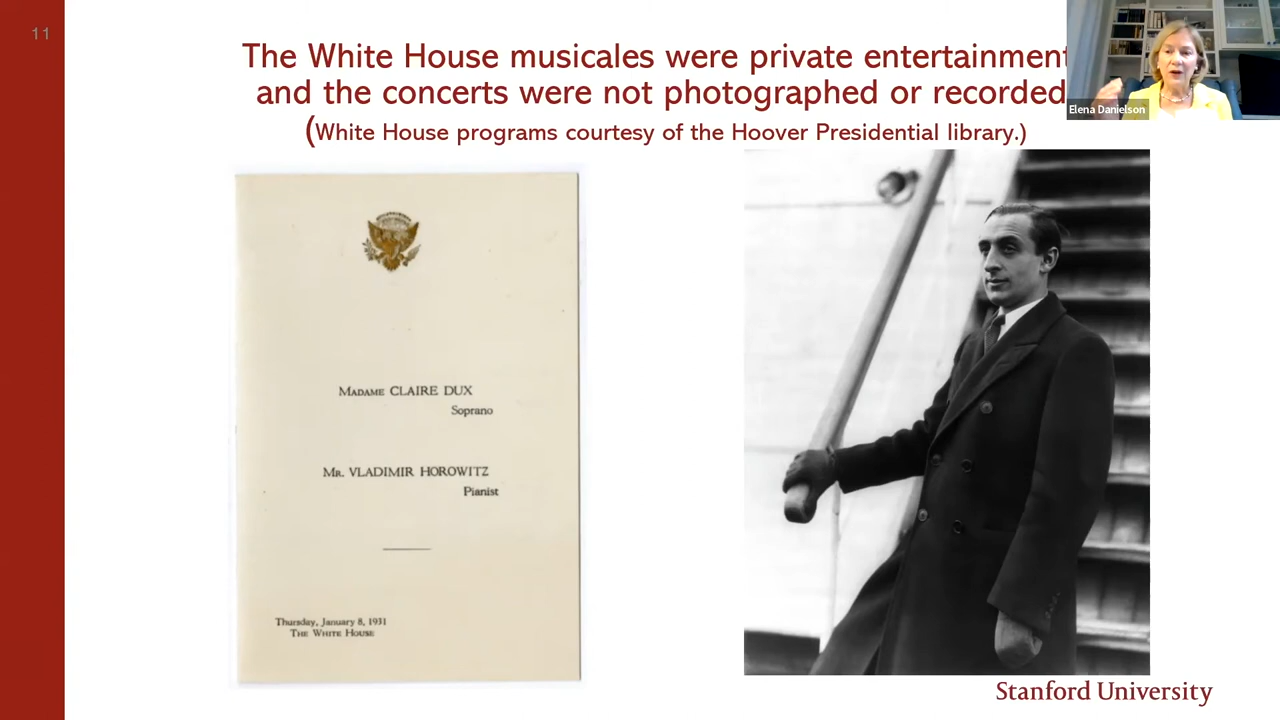 11
The White House musicales were private entertainment
and the concerts were not photographed or recorded
(White House programs courtesy of the Hoover Presidential library.)
Elena Danielson
Madame CLAIRE DUX
Soprano
Mr. VLADIMIR HOROWITZ
Pianist
Thursday, January 8, 1931
The White House
Stanford University